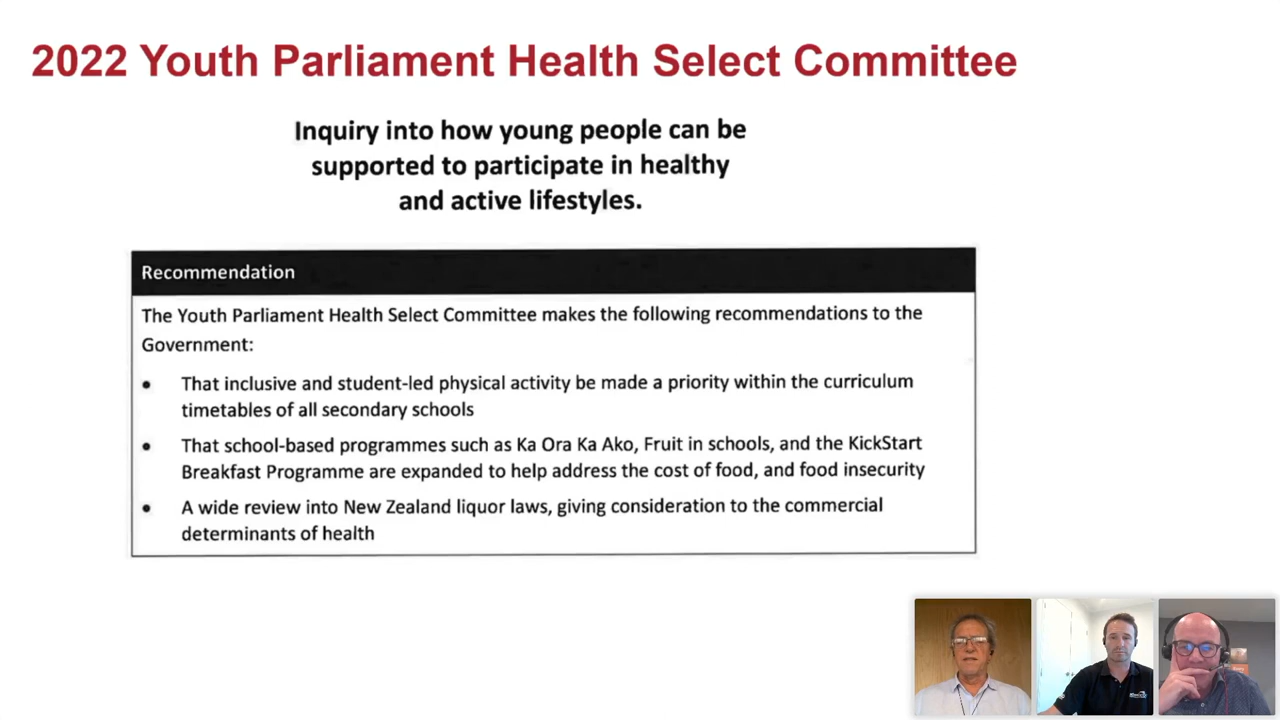 2022 Youth Parliament Health Select Committee
Inquiry into how young people can be
supported to participate in healthy
and active lifestyles.
Recommendation
The Youth Parliament Health Select Committee makes the following recommendations to the
Government:
• That inclusive and student-led physical activity be made a priority within the curriculum
timetables of all secondary schools
• That school-based programmes such as Ka Ora Ka Ako, Fruit in schools, and the KickStart
Breakfast Programme are expanded to help address the cost of food, and food insecurity
• A wide review into New Zealand liquor laws, giving consideration to the commercial
determinants of health